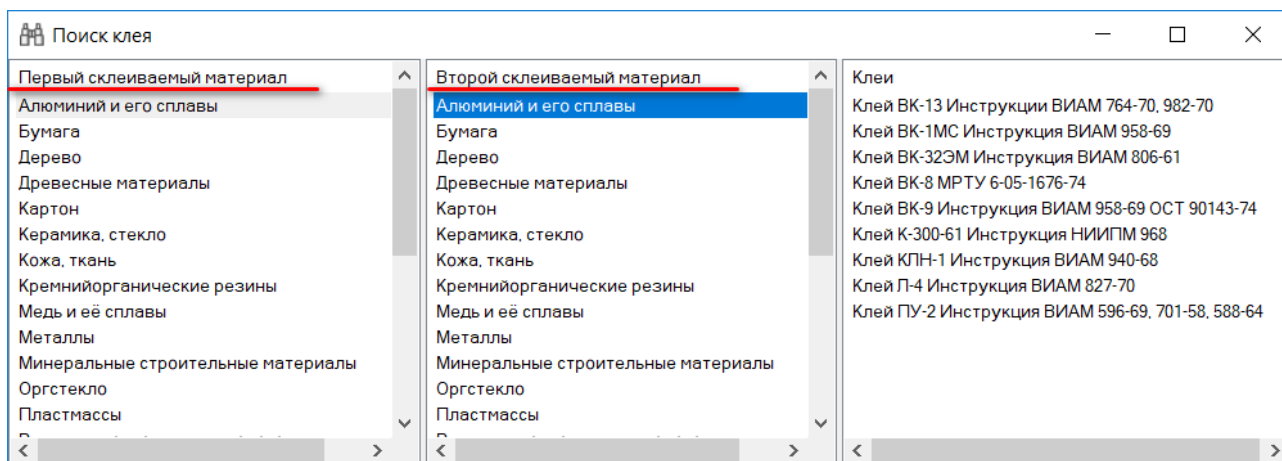 Поиск клея
Первый склеиваемый материал
Алюминий и его сплавы
Бумага
Дерево
Древесные материалы
Картон
Керамика, стекло
Кожа, ткань
Кремнийорганические резины
Медь и её сплавы
Металлы
Минеральные строительные материалы
Оргстекло
Пластмассы
Второй склеиваемый материал
Алюминий и его сплавы
Бумага
Дерево
Древесные материалы
Картон
Керамика, стекло
Кожа, ткань
Кремнийорганические резины
Медь и её сплавы
Металлы
Минеральные строительные материалы
Оргстекло
Пластмассы
Клеи
Клей ВК-13 Инструкции ВИАМ 764-70, 982-70
Клей ВК-1МС Инструкция ВИАМ 958-69
Клей ВК-32ЭМ Инструкция ВИАМ 806-61
Клей ВК-8 МРТУ 6-05-1676-74
Клей ВК-9 Инструкция ВИАМ 958-69 ОСТ 90143-74
Клей К-300-61 Инструкция НИИПМ 968
Клей КЛН-1 Инструкция ВИАМ 940-68
Клей П-4 Инструкция ВИАМ 827-70
Клей ПУ-2 Инструкция ВИАМ 596-69, 701-58, 588-64